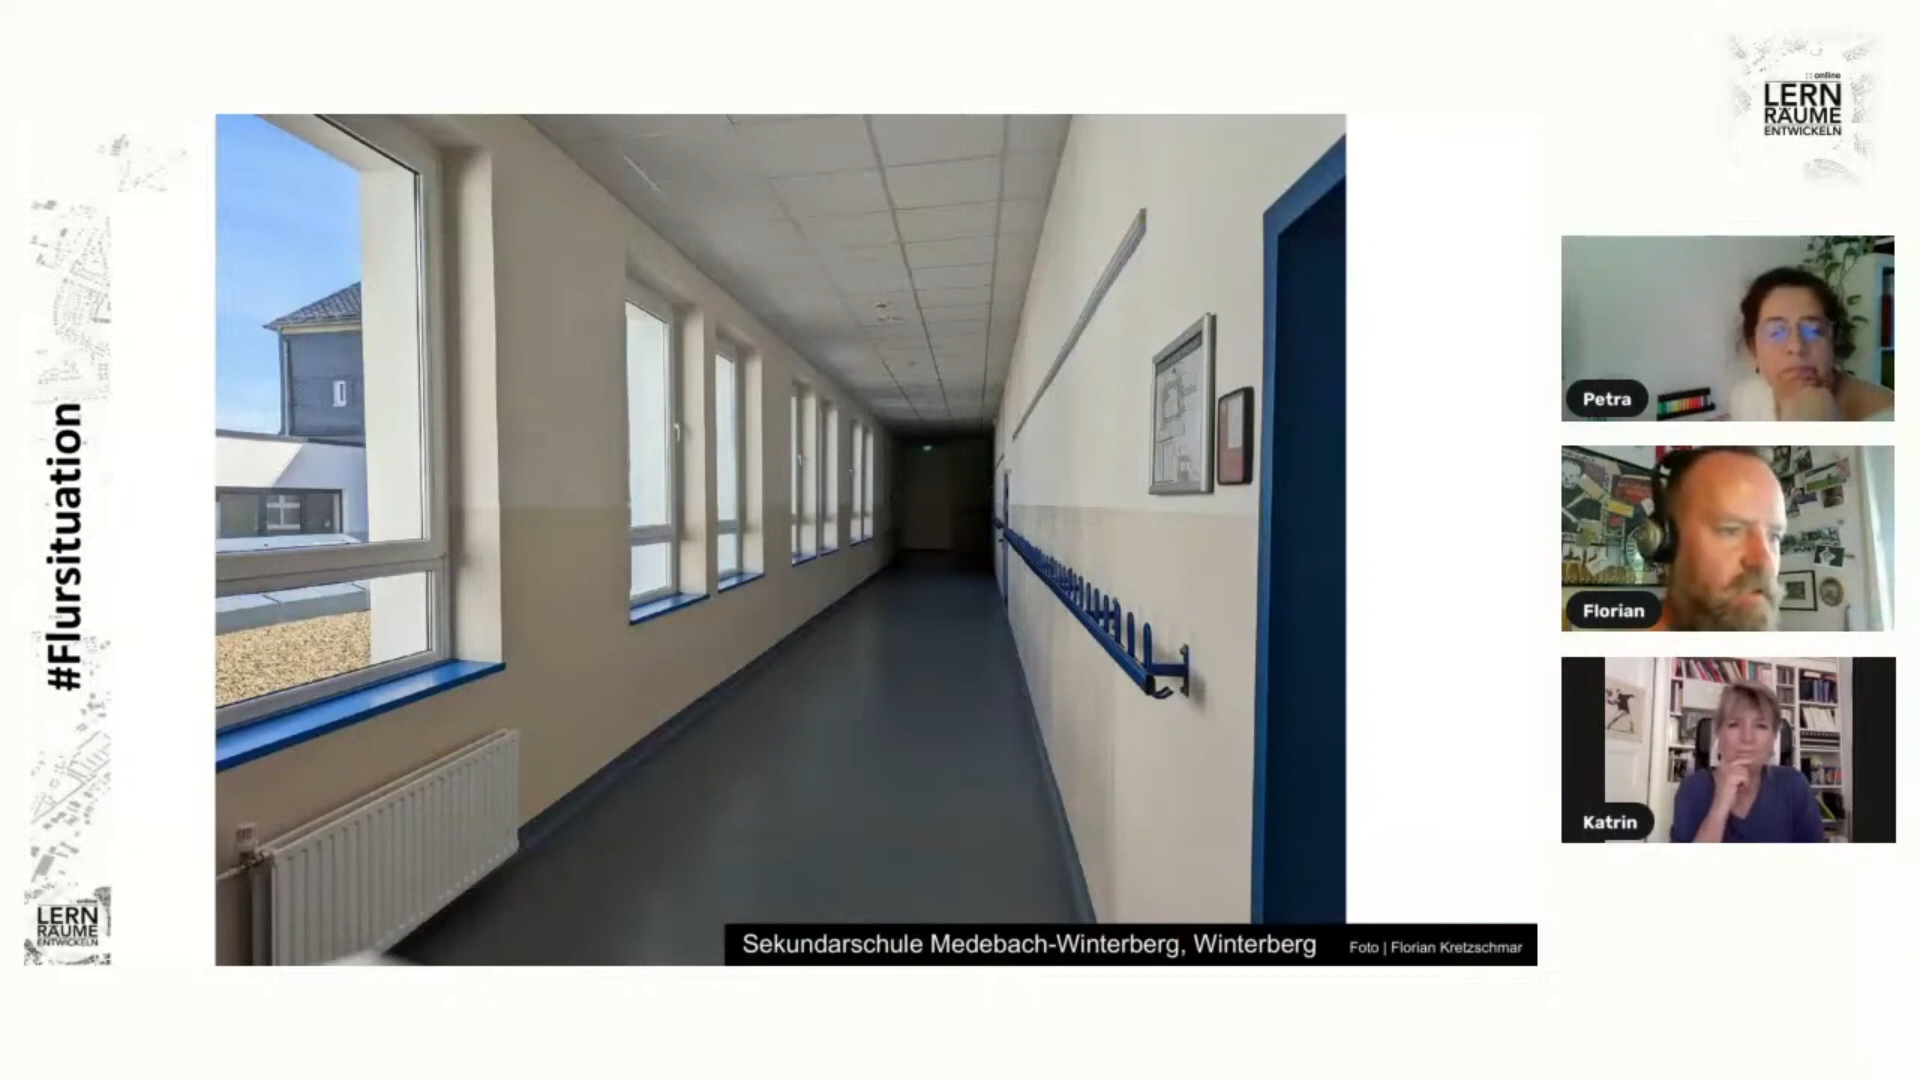 :: online
LERN
RÄUME
ENTWICKELN
#Flursituation
Petra
Florian
Katrin
online
LERN
RÄUME
ENTWICKELN
Sekundarschule Medebach-Winterberg, Winterberg
Foto | Florian Kretzschmar